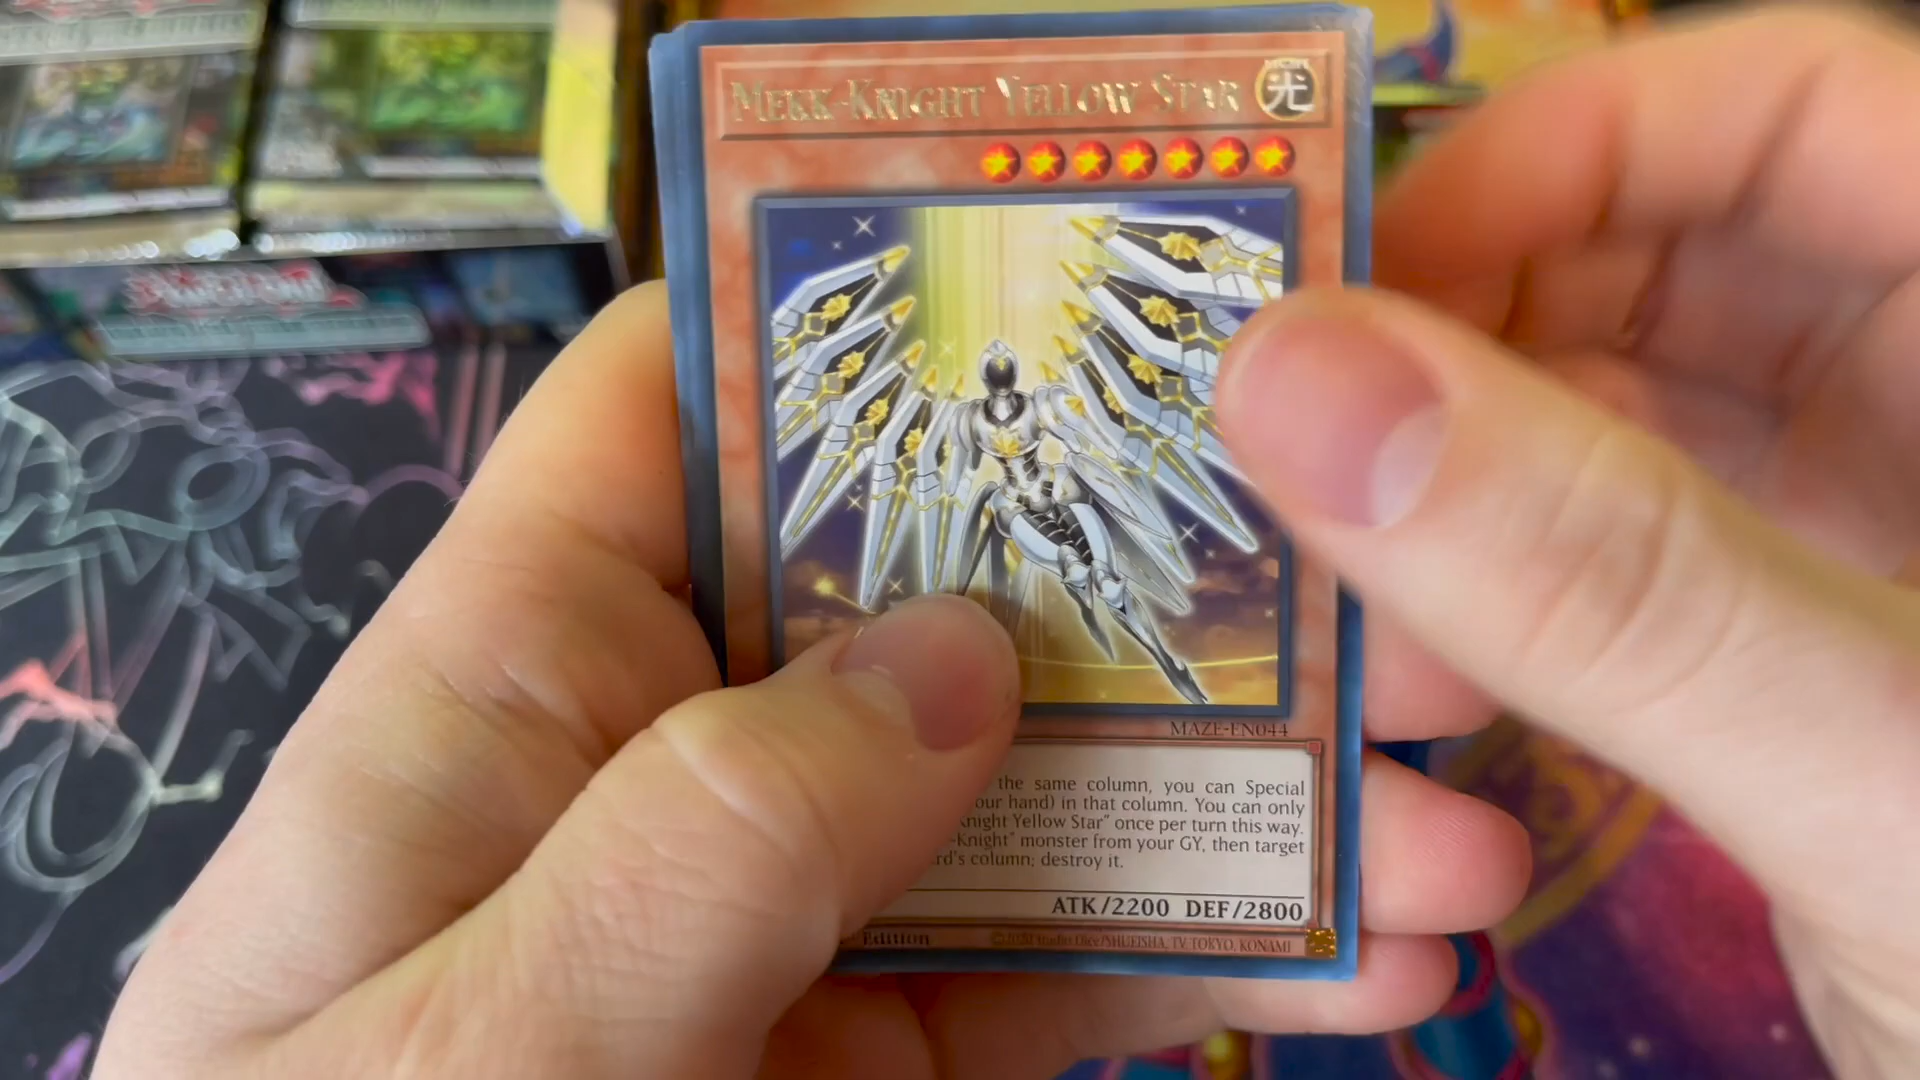 MEKK-KNIGHT YELLOW STAR
光
MAZE-EN044
the same column, you can Special
our hand) in that column. You can only
Knight Yellow Star" once per turn this way.
-Knight" monster from your GY, then target
rd's column; destroy it.
ATK/2200 DEF/2800
Edition
Studio Dice/SHUEISHA, TV TOKYO, KONAMI